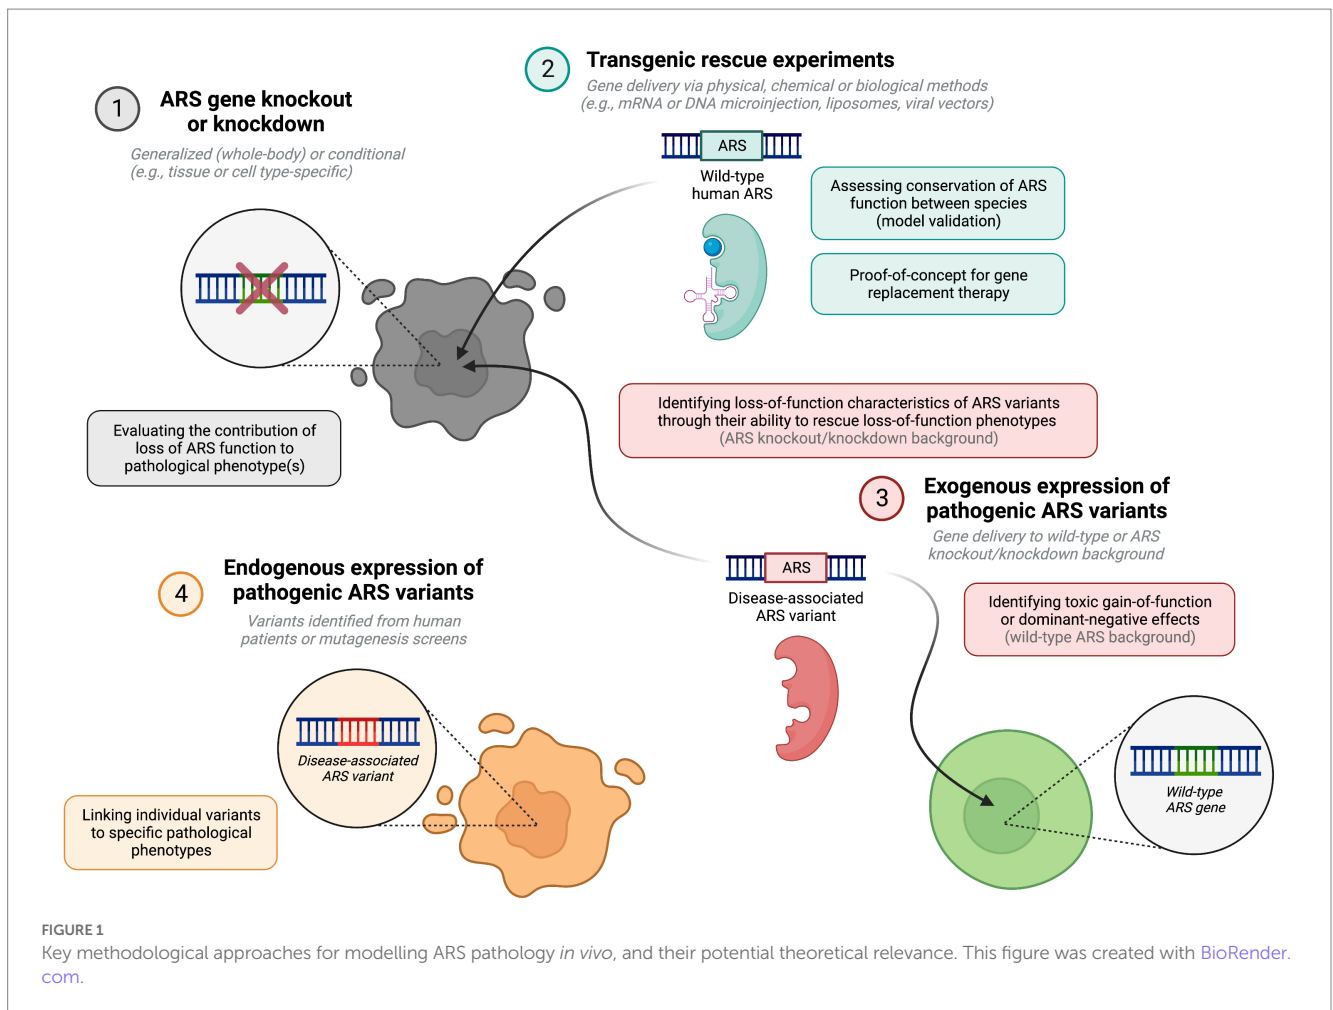 1
ARS gene knockout
or knockdown
Generalized (whole-body) or conditional
(e.g., tissue or cell type-specific)
Evaluating the contribution of
loss of ARS function to
pathological phenotype(s)
2
Transgenic rescue experiments
Gene delivery via physical, chemical or biological methods
(e.g., mRNA or DNA microinjection, liposomes, viral vectors)
ARS
Wild-type
human ARS
Assessing conservation of ARS
function between species
(model validation)
Proof-of-concept for gene
replacement therapy
Identifying loss-of-function characteristics of ARS variants
through their ability to rescue loss-of-function phenotypes
(ARS knockout/knockdown background)
3
Exogenous expression of
pathogenic ARS variants
Gene delivery to wild-type or ARS
knockout/knockdown background
ARS
Disease-associated
ARS variant
Identifying toxic gain-of-function
or dominant-negative effects
(wild-type ARS background)
Wild-type
ARS gene
4
Endogenous expression of
pathogenic ARS variants
Variants identified from human
patients or mutagenesis screens
Disease-associated
ARS variant
Linking individual variants
to specific pathological
phenotypes
FIGURE 1
Key methodological approaches for modelling ARS pathology in vivo, and their potential theoretical relevance. This figure was created with BioRender.
com.